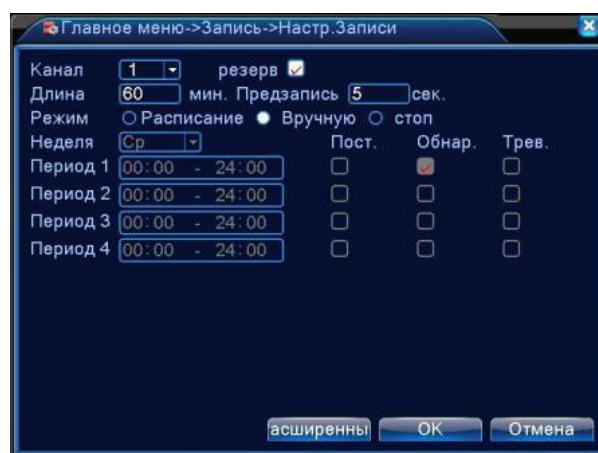 Главное меню->Запись->Настр.Записи
Канал 1 резерв
Длина 60 мин. Предзапись 5 сек.
Режим Расписание Вручную стоп
Неделя Ср Пост. Обнар. Трев.
Период 1 00:00 - 24:00
Период 2 00:00 - 24:00
Период 3 00:00 - 24:00
Период 4 00:00 - 24:00
асширенны OK Отмена